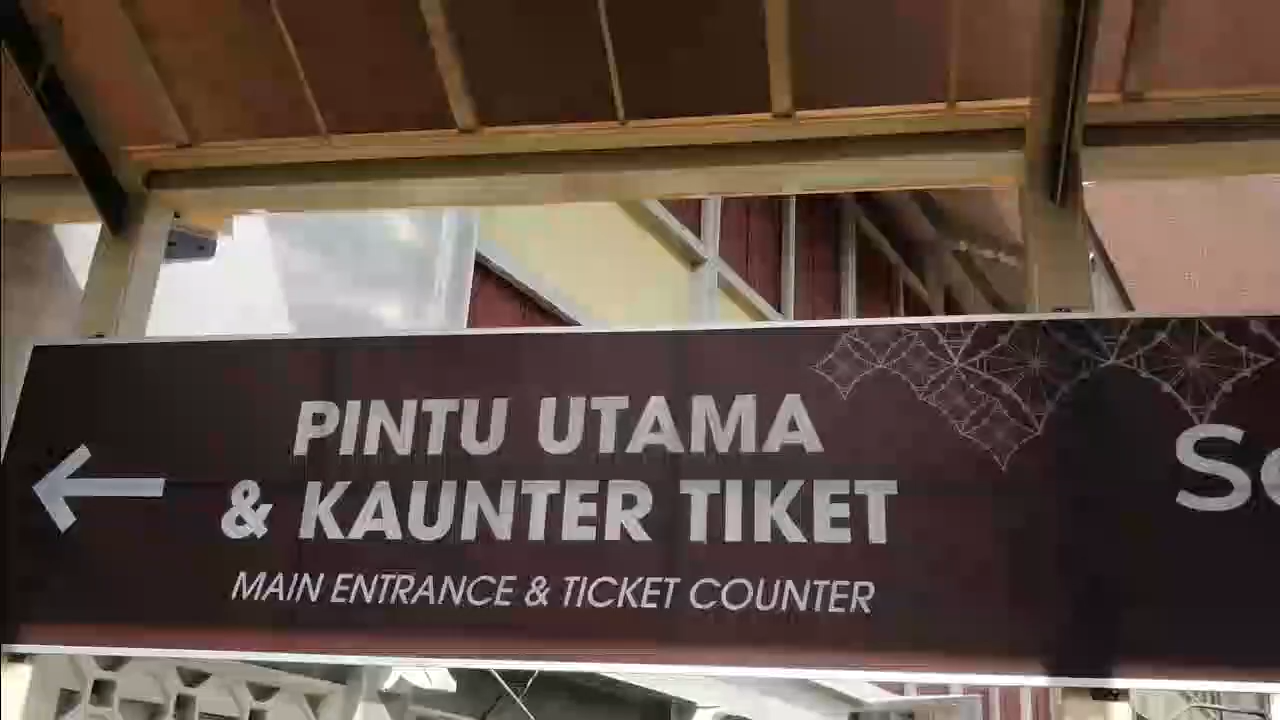 PINTU UTAMA
& KAUNTER TIKET
MAIN ENTRANCE & TICKET COUNTER